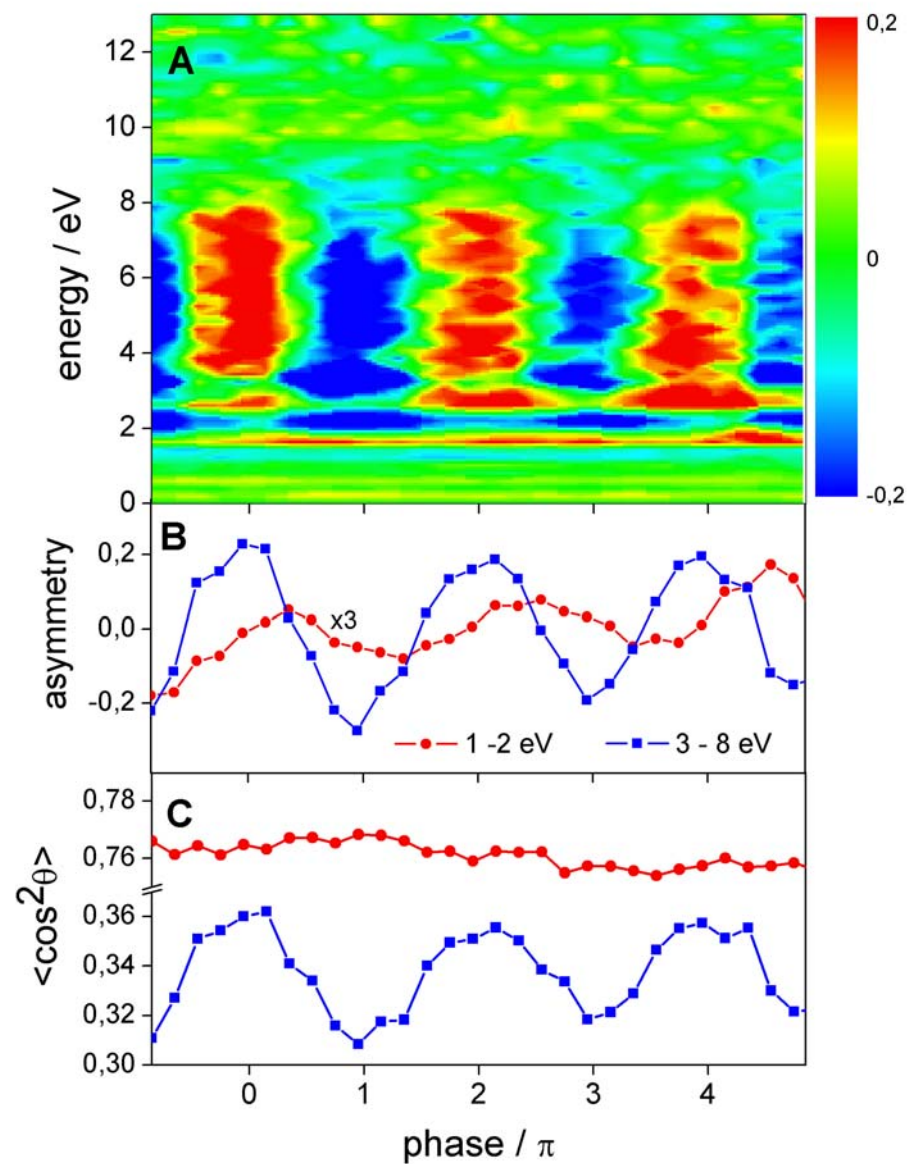 A
12
10
8
6
4
2
0
energy / eV
0,2
0
-0,2
B
0,2
0,0
-0,2
asymmetry
x3
1 -2 eV
3 - 8 eV
C
0,78
0,76
0,36
0,34
0,32
0,30
<cos²θ>
0 1 2 3 4
phase / π